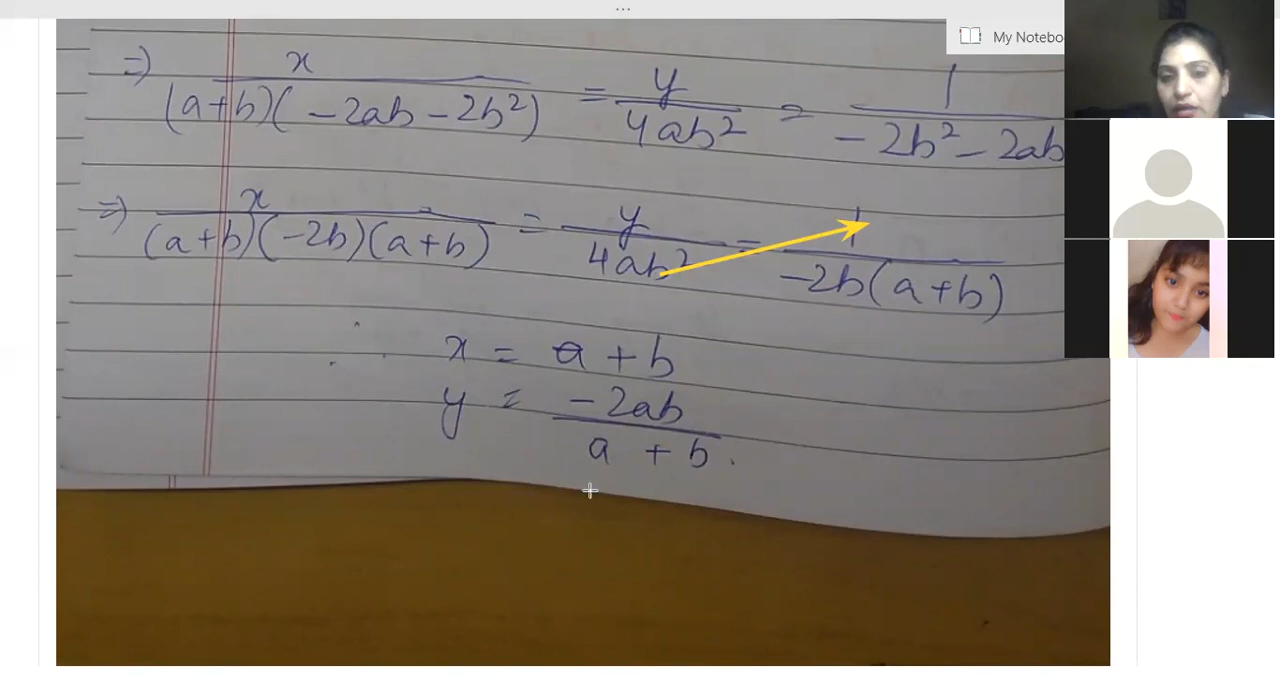 ...
My Notebo
=) x/((a+b)(-2ab-2b²)) = y/(4ab²) = 1/(-2b²-2ab
=) x/((a+b)(-2b)(a+b)) = y/(4ab²) = 1/(-2b(a+b))
x = a + b
y = -2ab/(a + b).